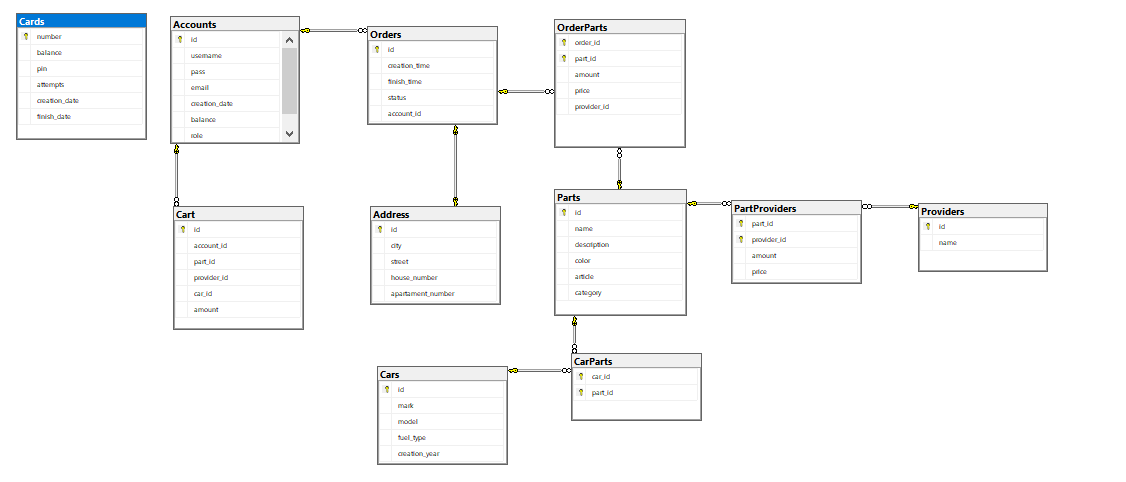 Cards
number
balance
pin
attempts
creation_date
finish_date
Accounts
id
username
pass
email
creation_date
balance
role
Orders
id
creation_time
finish_time
status
account_id
OrderParts
order_id
part_id
amount
price
provider_id
Cart
id
account_id
part_id
provider_id
car_id
amount
Address
id
city
street
house_number
apartament_number
Parts
id
name
description
color
article
category
PartProviders
part_id
provider_id
amount
price
Providers
id
name
Cars
id
mark
model
fuel_type
creation_year
CarParts
car_id
part_id